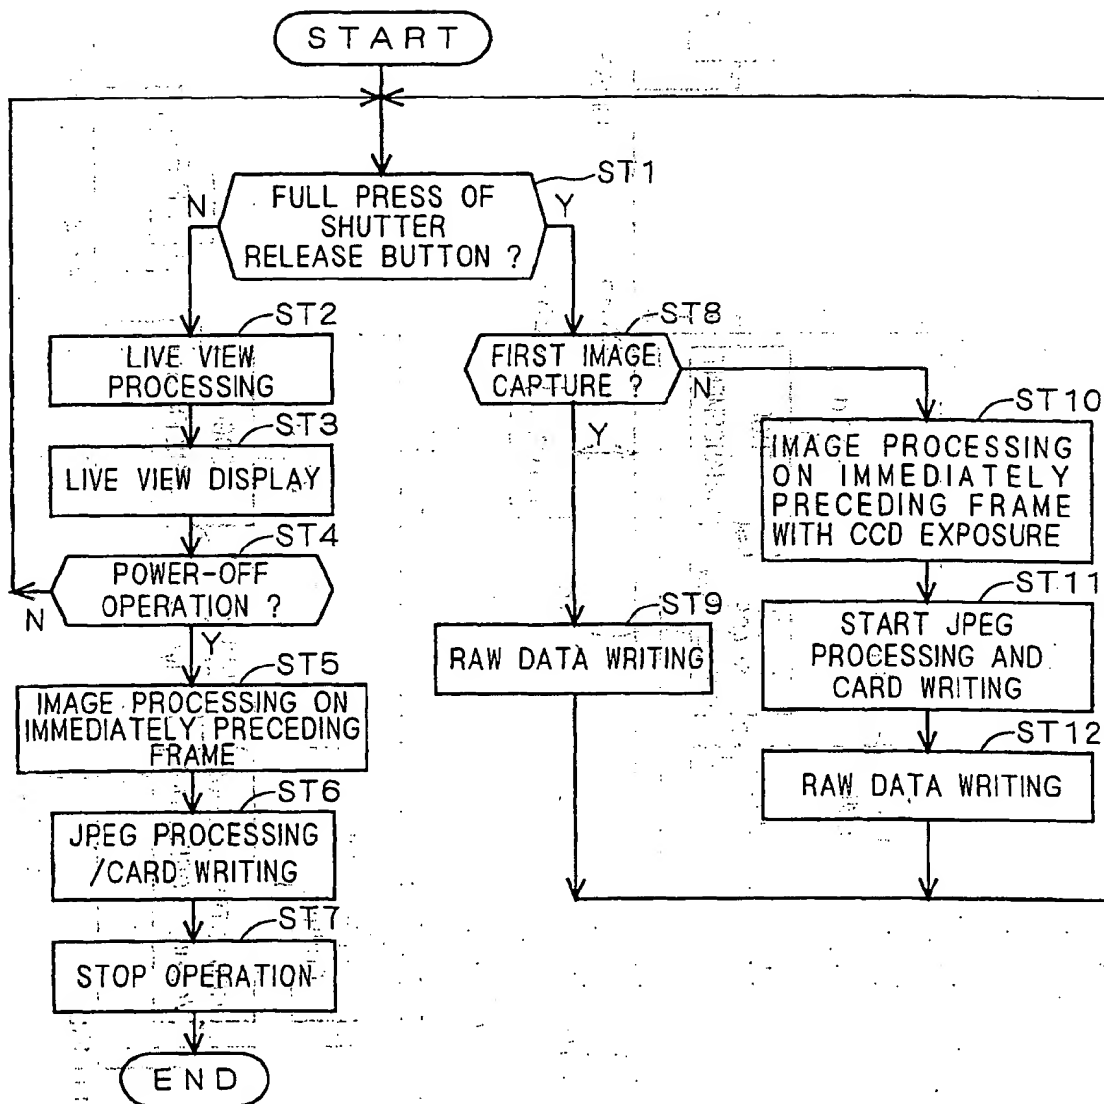 START
ST1
FULL PRESS OF
SHUTTER
RELEASE BUTTON ?
N
Y
ST2
LIVE VIEW
PROCESSING
ST3
LIVE VIEW DISPLAY
ST4
POWER-OFF
OPERATION ?
N
Y
ST5
IMAGE PROCESSING ON
IMMEDIATELY PRECEDING
FRAME
ST6
JPEG PROCESSING
/CARD WRITING
ST7
STOP OPERATION
END
ST8
FIRST IMAGE
CAPTURE ?
N
Y
ST9
RAW DATA WRITING
ST10
IMAGE PROCESSING
ON IMMEDIATELY
PRECEDING FRAME
WITH CCD EXPOSURE
ST11
START JPEG
PROCESSING AND
CARD WRITING
ST12
RAW DATA WRITING